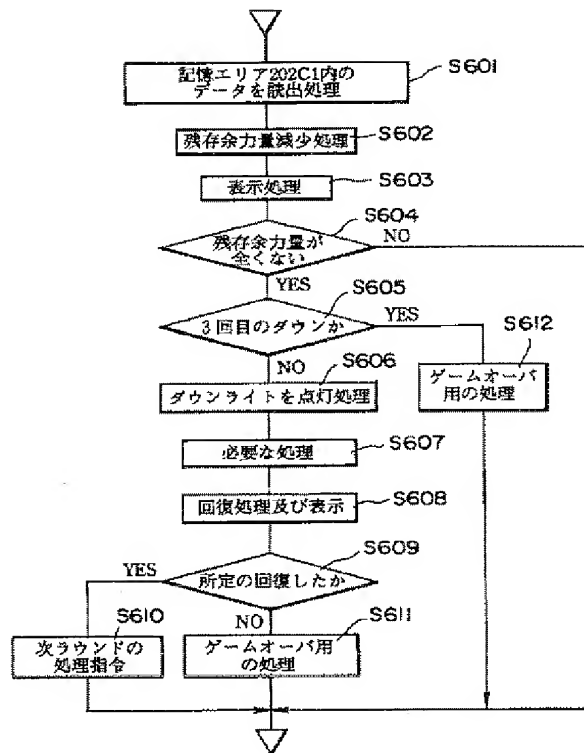 記憶エリア202C1内の
データを読出処理
S601
残存余力量減少処理
S602
表示処理
S603
残存余力量が
全くない
S604
NO
YES
3回目のダウンか
S605
YES
NO
ダウンライトを点灯処理
S606
ゲームオーバ
用の処理
S612
必要な処理
S607
回復処理及び表示
S608
所定の回復したか
S609
YES
NO
次ラウンドの
処理指令
S610
ゲームオーバ用
の処理
S611